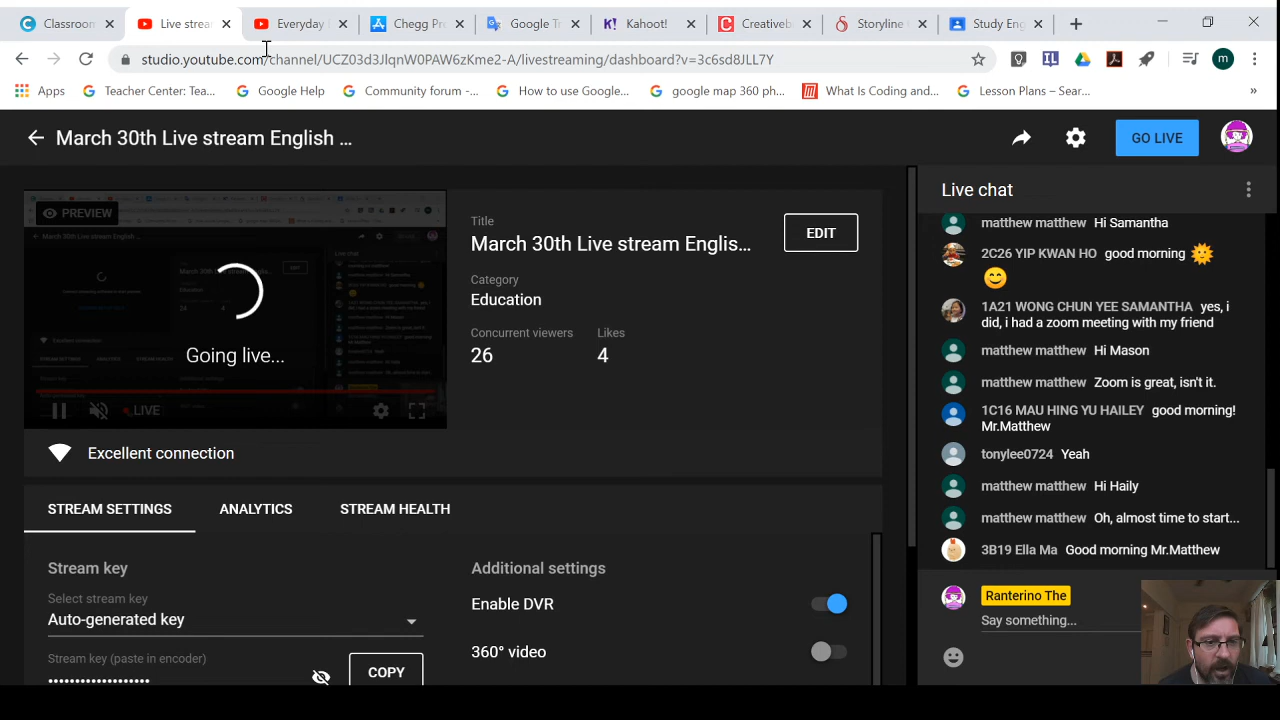 Classroom
Live strea
Everyday
Chegg Pr
Google T
Kahoot!
Creativeb
Storyline
Study Eng
studio.youtube.com/channel/UCZ03d3JlqnW0PAW6zKme2-A/livestreaming/dashboard?v=3c6sd8JLL7Y
Apps
Teacher Center: Tea...
Google Help
Community forum -...
How to use Google...
google map 360 ph...
What Is Coding and...
Lesson Plans – Sear...
March 30th Live stream English ...
GO LIVE
PREVIEW
Going live...
LIVE
Title
March 30th Live stream Englis...
EDIT
Category
Education
Concurrent viewers
Likes
26
4
Excellent connection
STREAM SETTINGS
ANALYTICS
STREAM HEALTH
Stream key
Select stream key
Auto-generated key
Stream key (paste in encoder)
COPY
Additional settings
Enable DVR
360° video
Live chat
matthew matthew Hi Samantha
2C26 YIP KWAN HO good morning 🌞
😊
1A21 WONG CHUN YEE SAMANTHA yes, i
did, i had a zoom meeting with my friend
matthew matthew Hi Mason
matthew matthew Zoom is great, isn't it.
1C16 MAU HING YU HAILEY good morning!
Mr.Matthew
tonylee0724 Yeah
matthew matthew Hi Haily
matthew matthew Oh, almost time to start...
3B19 Ella Ma Good morning Mr.Matthew
Ranterino The
Say something...